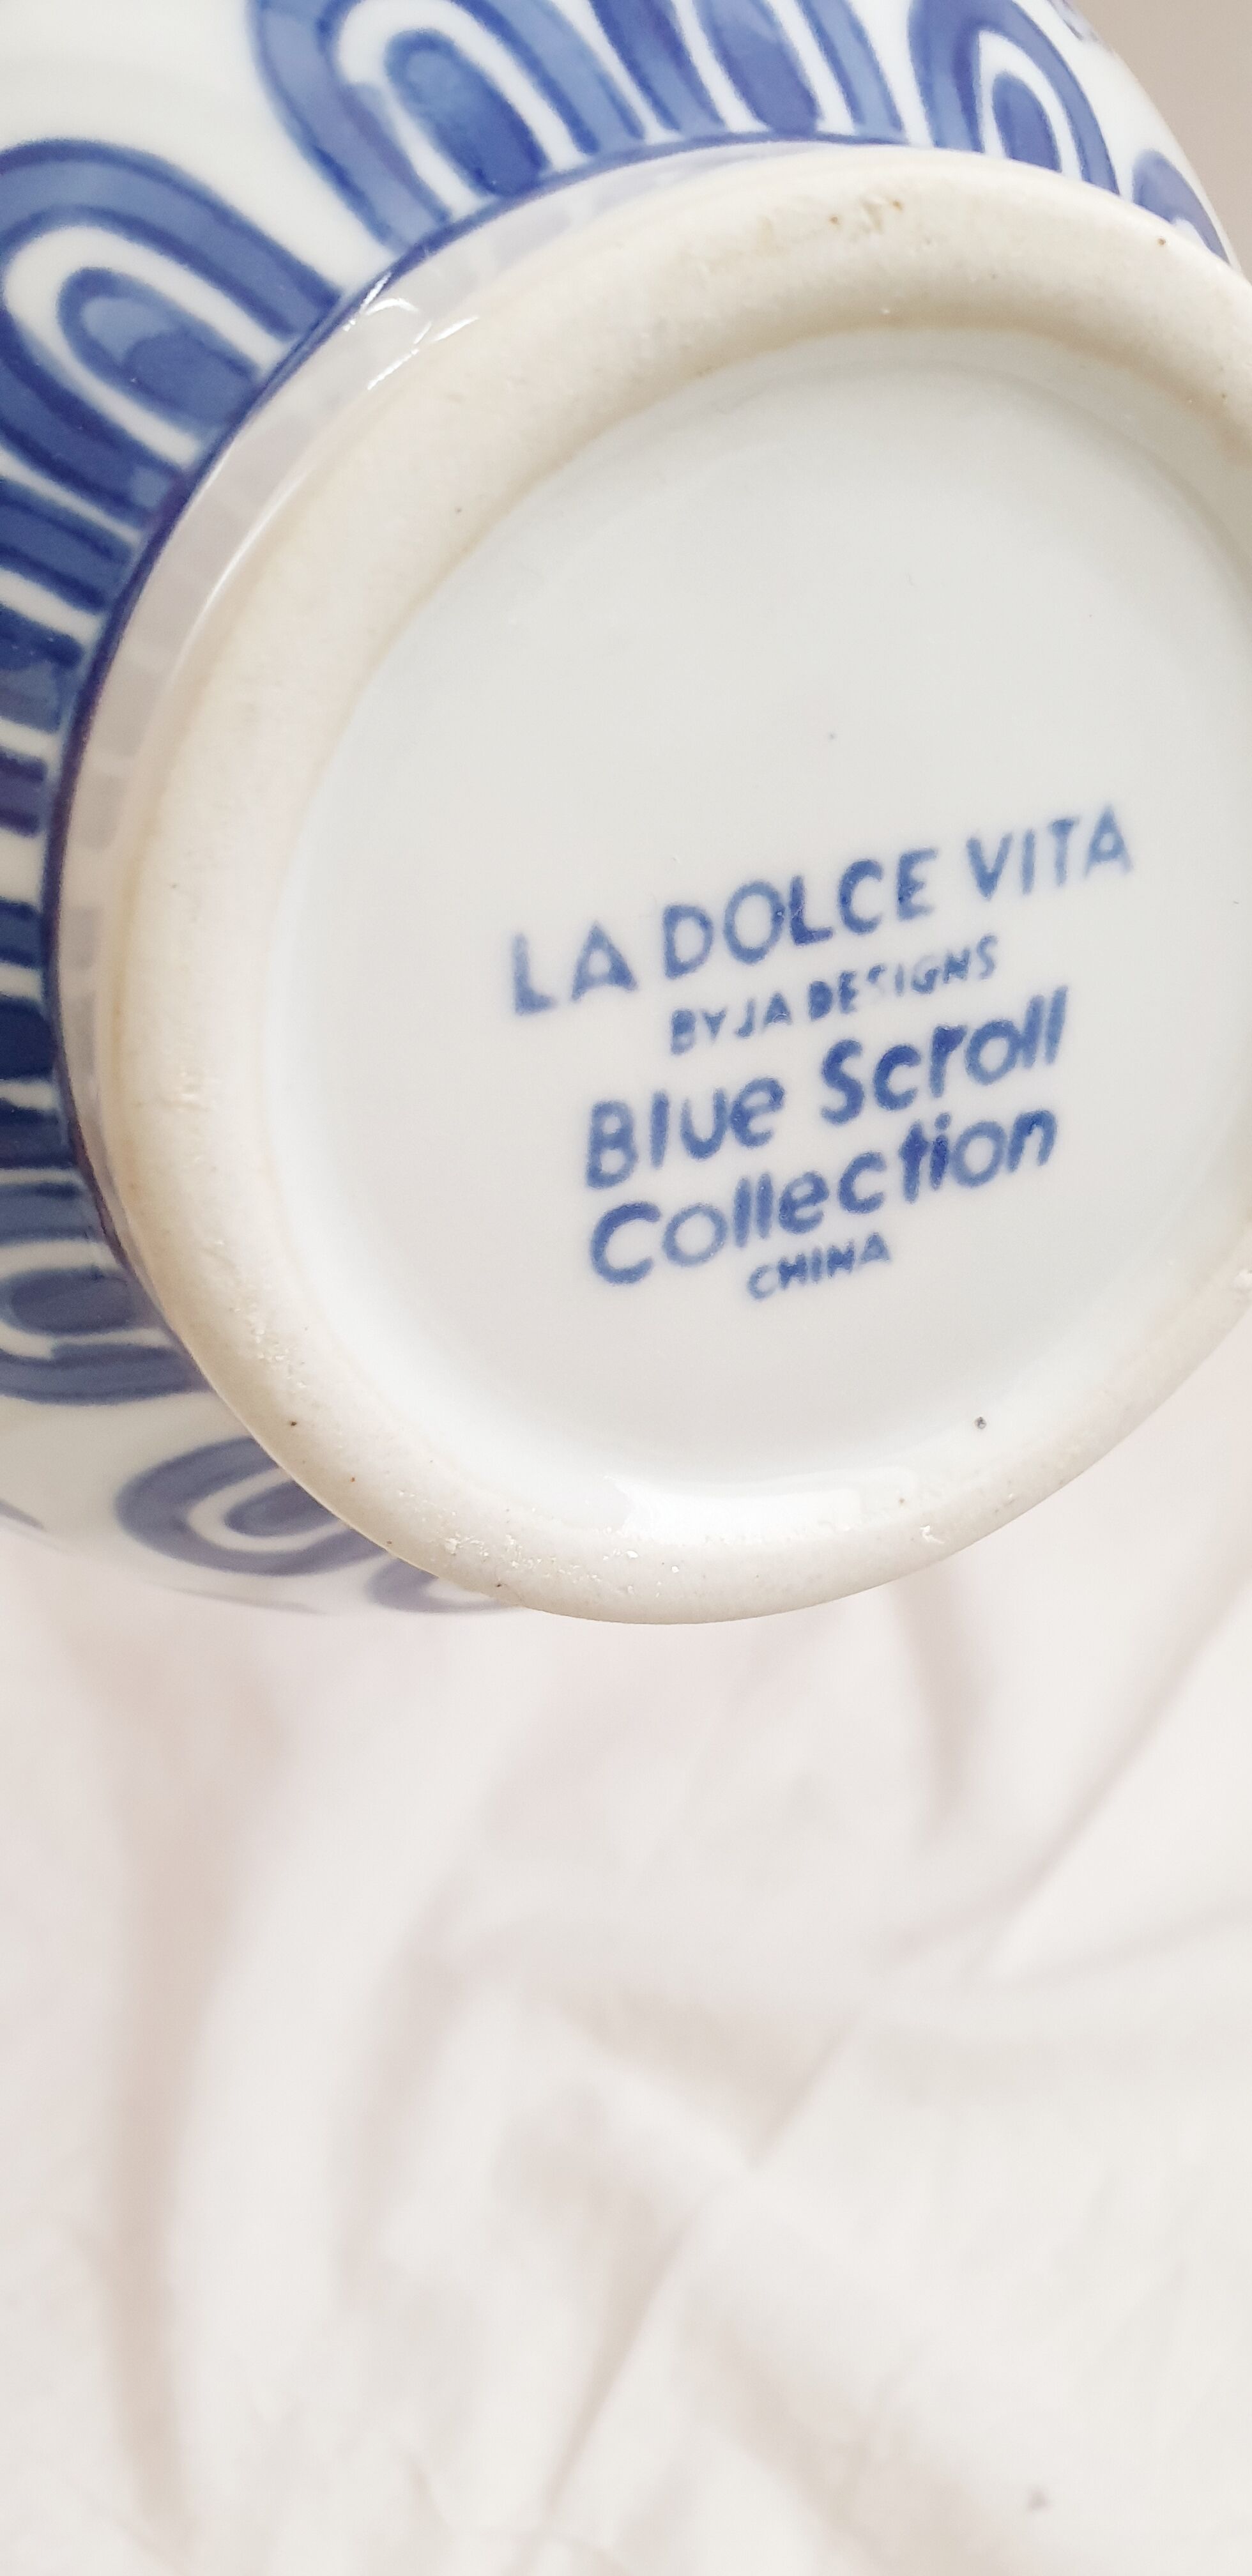 LA DOLCE VITA
BY JA DESIGNS
Blue Scroll
Collection
CHINA